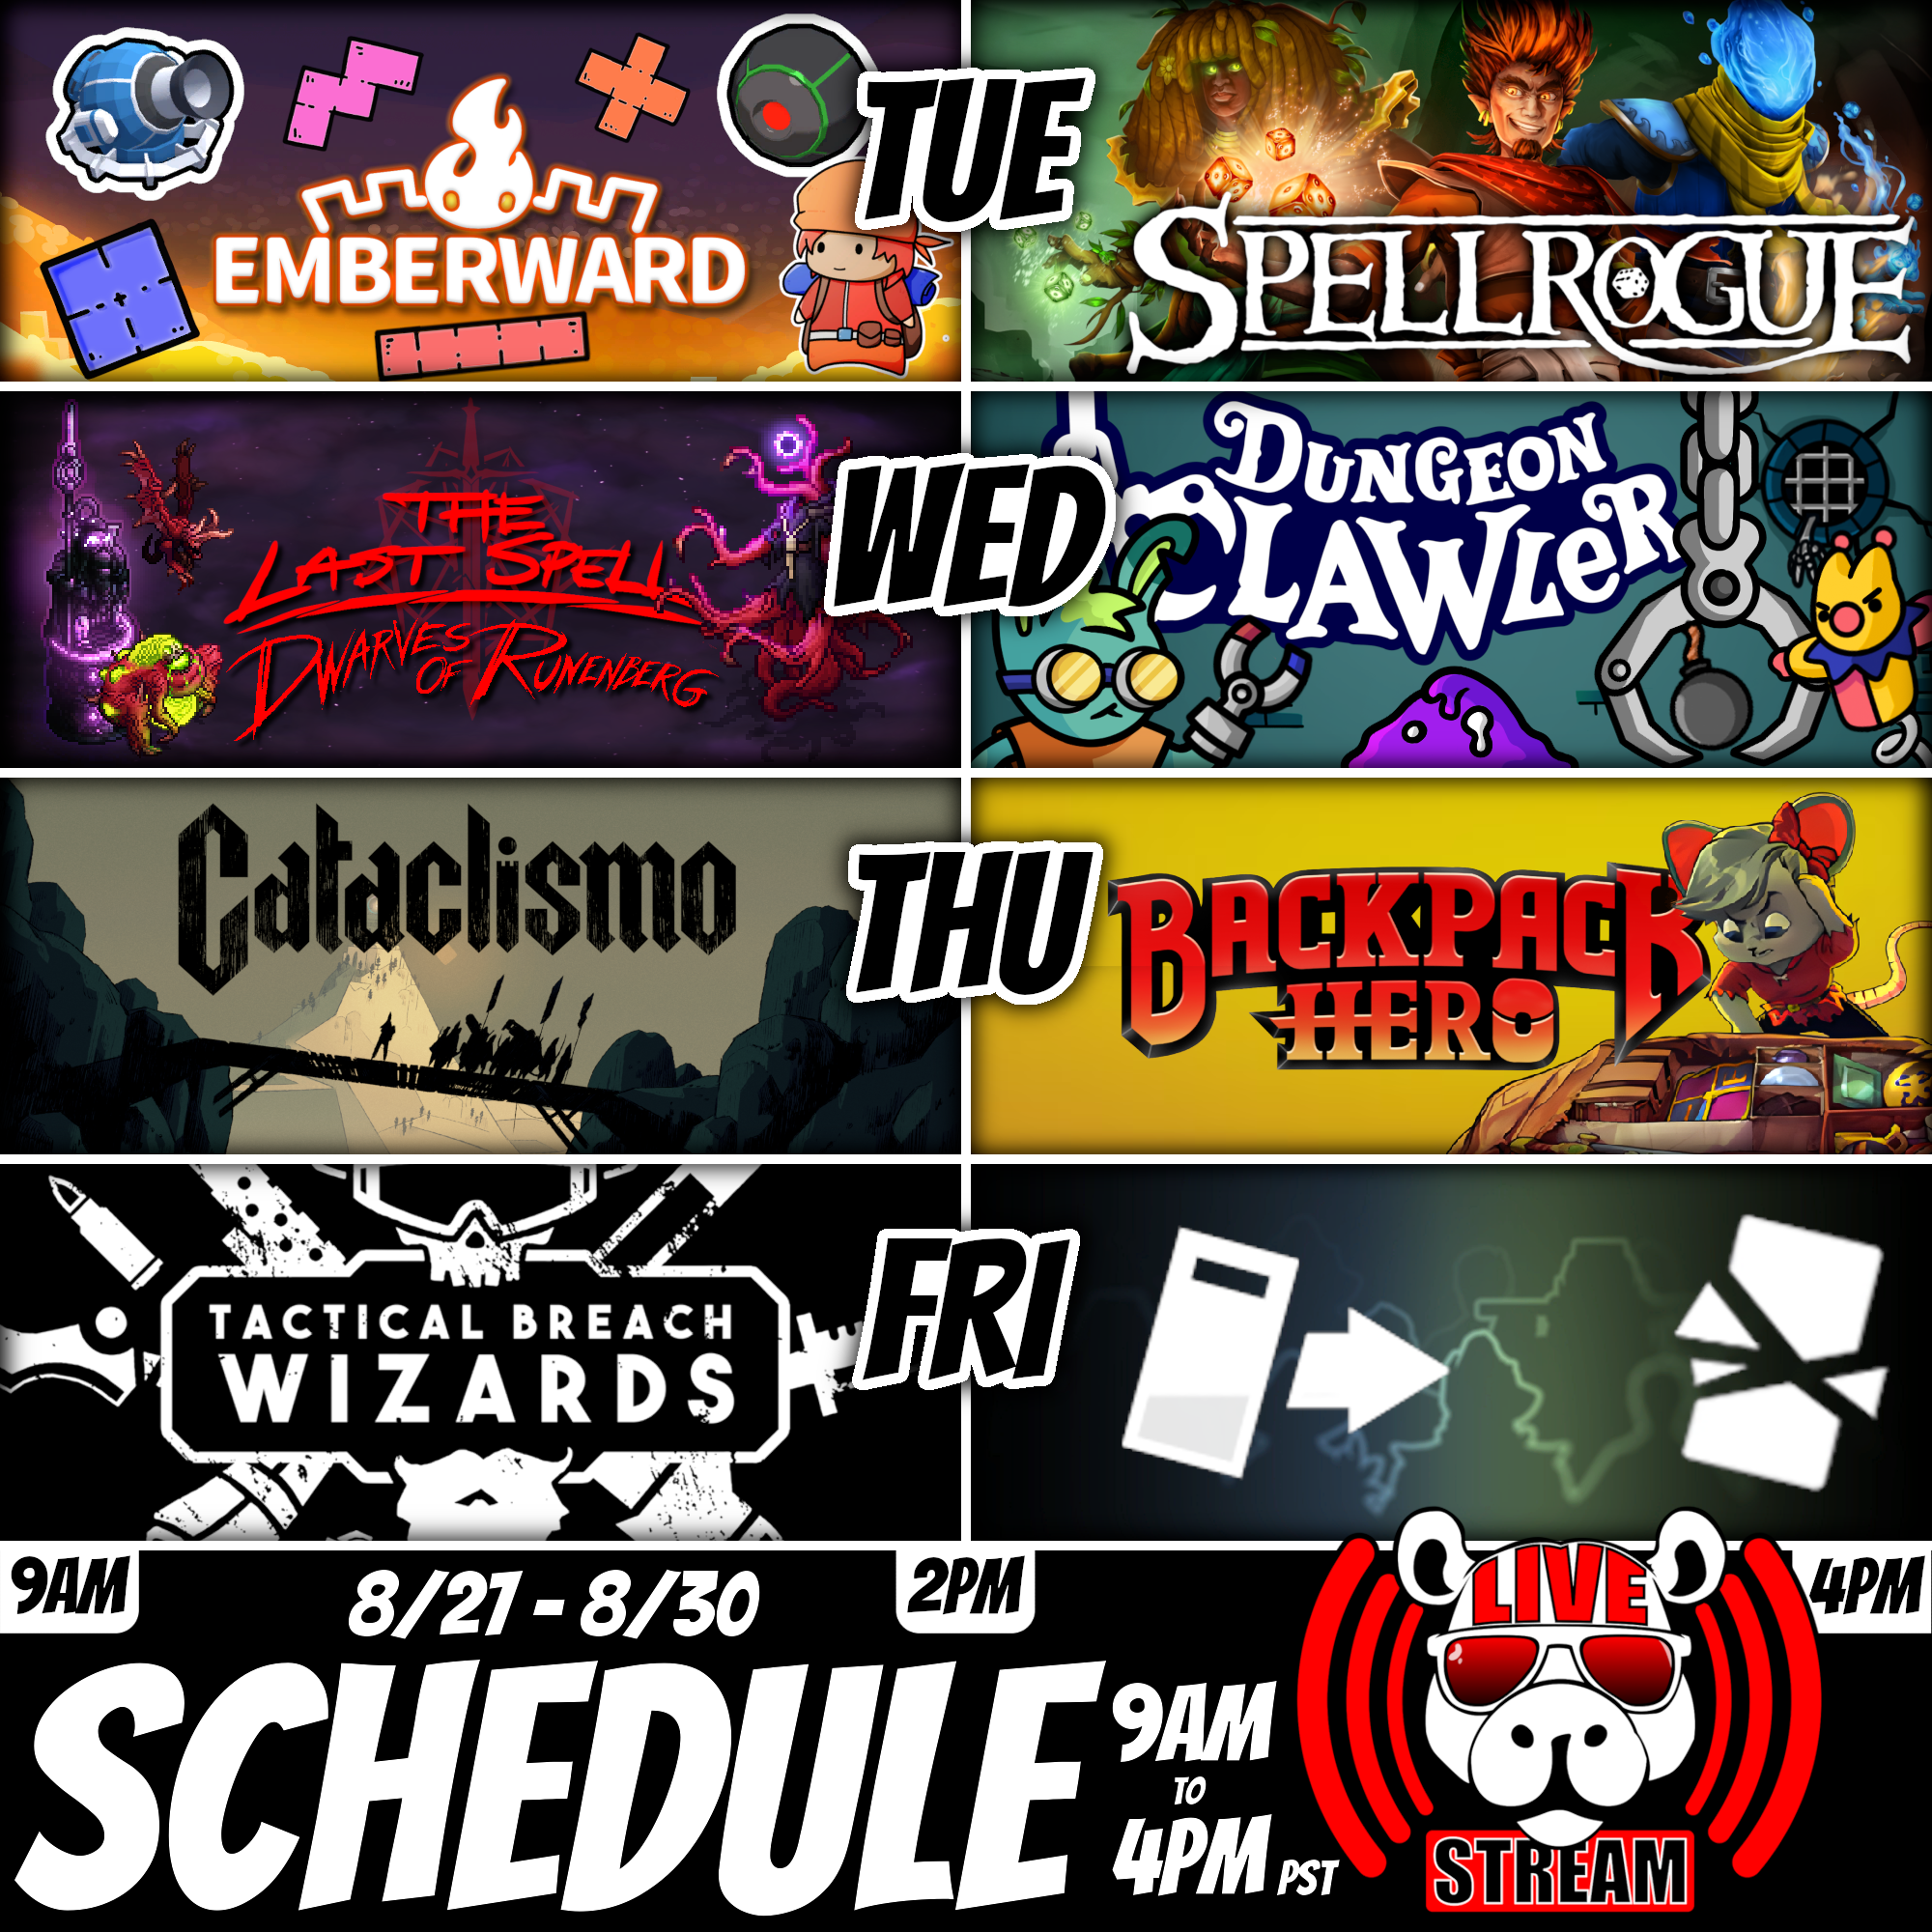 EMBERWARD
TUE
SPELLROGUE
THE
LAST SPELL
DWARVES
OF RUNENBERG
WED
DUNGEON
CLAWLER
Cataclismo
THU
BACKPACK
HERO
TACTICAL BREACH
WIZARDS
FRI
9AM
8/27 - 8/30
2PM
4PM
SCHEDULE
9AM
TO
4PM PST
LIVE
STREAM